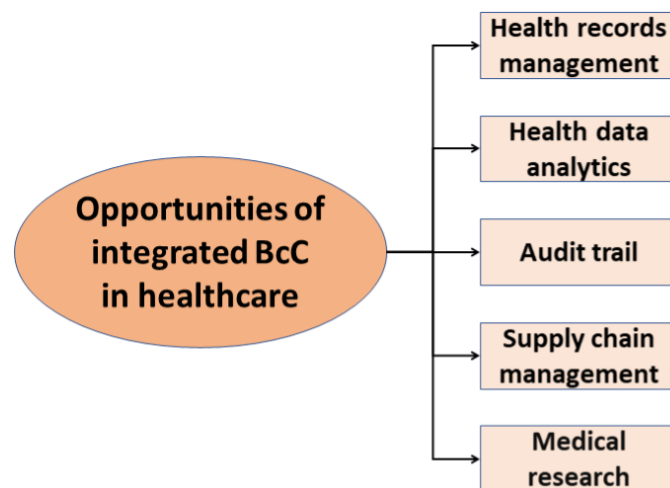 Opportunities of
integrated BcC
in healthcare
Health records
management
Health data
analytics
Audit trail
Supply chain
management
Medical
research